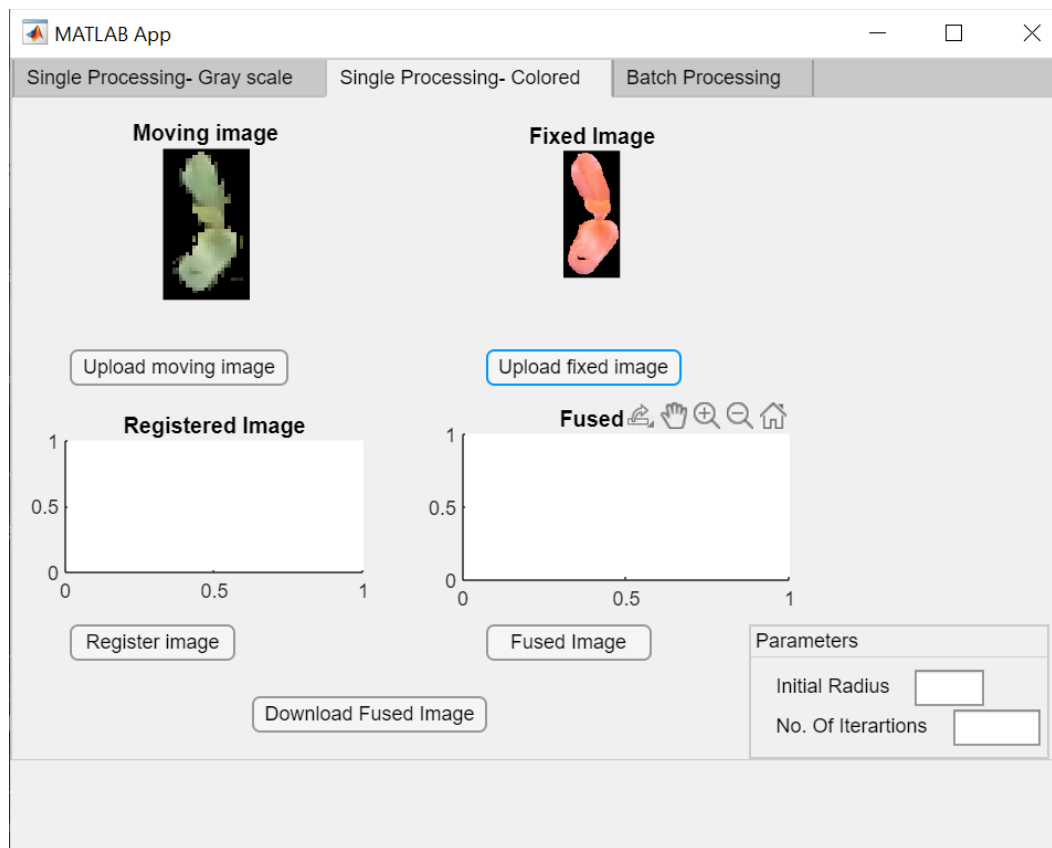 MATLAB App
Single Processing- Gray scale
Single Processing- Colored
Batch Processing
Moving image
Fixed Image
Upload moving image
Upload fixed image
Registered Image
1
0.5
0
0
0.5
1
Fused
1
0.5
0
0
0.5
1
Register image
Fused Image
Download Fused Image
Parameters
Initial Radius
No. Of Iterartions